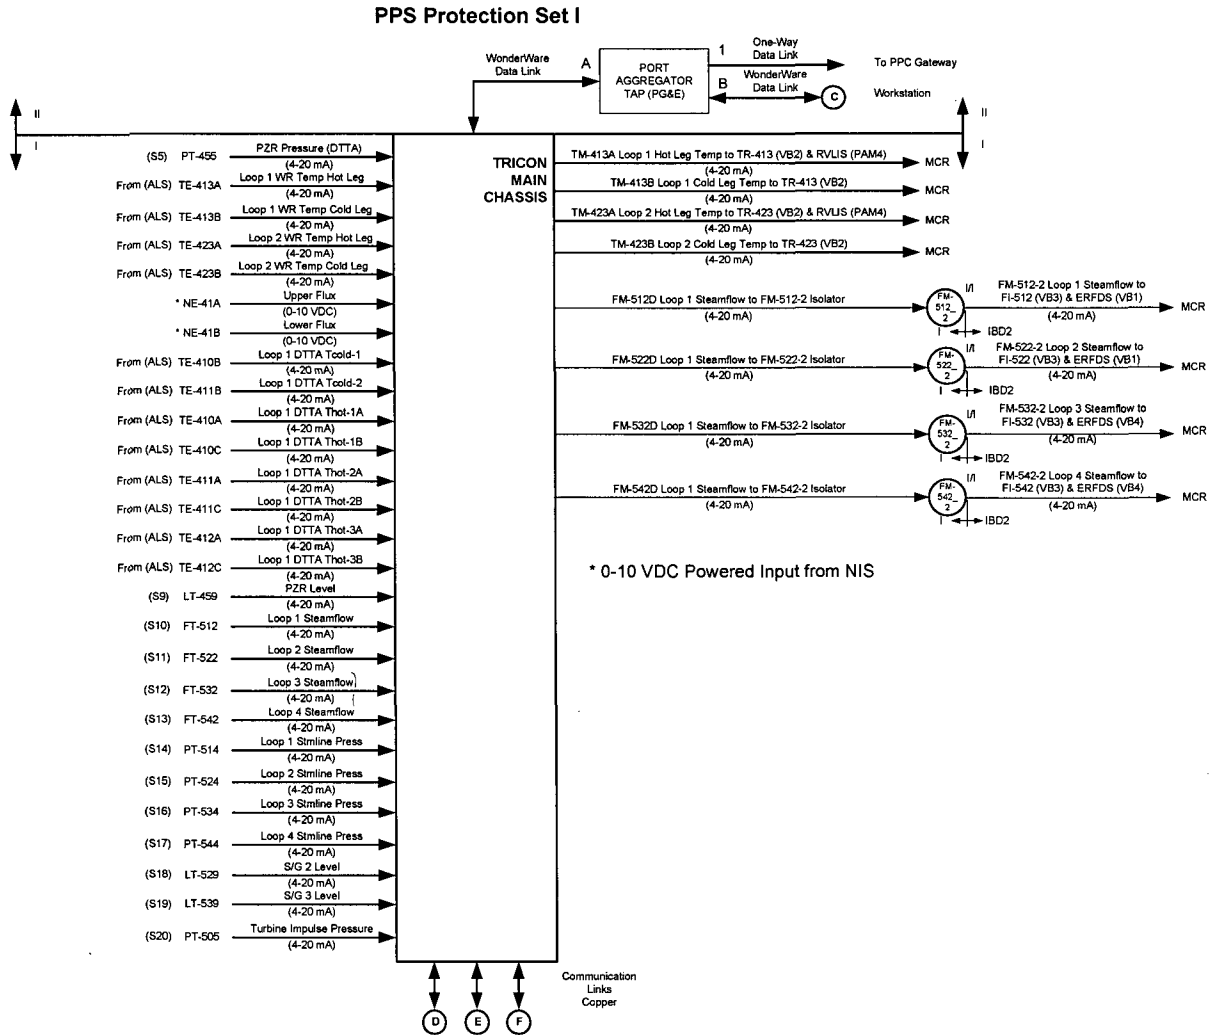 PPS Protection Set I
WonderWare
Data Link
A
PORT
AGGREGATOR
TAP (PG&E)
1
One-Way
Data Link
To PPC Gateway
B
WonderWare
Data Link
C
Workstation
II
I
II
I
TRICON
MAIN
CHASSIS
(S5) PT-455 PZR Pressure (DTTA)
(4-20 mA)
From (ALS) TE-413A Loop 1 WR Temp Hot Leg
(4-20 mA)
From (ALS) TE-413B Loop 1 WR Temp Cold Leg
(4-20 mA)
From (ALS) TE-423A Loop 2 WR Temp Hot Leg
(4-20 mA)
From (ALS) TE-423B Loop 2 WR Temp Cold Leg
(4-20 mA)
* NE-41A Upper Flux
(0-10 VDC)
* NE-41B Lower Flux
(0-10 VDC)
From (ALS) TE-410B Loop 1 DTTA Tcold-1
(4-20 mA)
From (ALS) TE-411B Loop 1 DTTA Tcold-2
(4-20 mA)
From (ALS) TE-410A Loop 1 DTTA Thot-1A
(4-20 mA)
From (ALS) TE-410C Loop 1 DTTA Thot-1B
(4-20 mA)
From (ALS) TE-411A Loop 1 DTTA Thot-2A
(4-20 mA)
From (ALS) TE-411C Loop 1 DTTA Thot-2B
(4-20 mA)
From (ALS) TE-412A Loop 1 DTTA Thot-3A
(4-20 mA)
From (ALS) TE-412C Loop 1 DTTA Thot-3B
(4-20 mA)
(S9) LT-459 PZR Level
(4-20 mA)
(S10) FT-512 Loop 1 Steamflow
(4-20 mA)
(S11) FT-522 Loop 2 Steamflow
(4-20 mA)
(S12) FT-532 Loop 3 Steamflow
(4-20 mA)
(S13) FT-542 Loop 4 Steamflow
(4-20 mA)
(S14) PT-514 Loop 1 Stmline Press
(4-20 mA)
(S15) PT-524 Loop 2 Stmline Press
(4-20 mA)
(S16) PT-534 Loop 3 Stmline Press
(4-20 mA)
(S17) PT-544 Loop 4 Stmline Press
(4-20 mA)
(S18) LT-529 S/G 2 Level
(4-20 mA)
(S19) LT-539 S/G 3 Level
(4-20 mA)
(S20) PT-505 Turbine Impulse Pressure
(4-20 mA)
TM-413A Loop 1 Hot Leg Temp to TR-413 (VB2) & RVLIS (PAM4) MCR
(4-20 mA)
TM-413B Loop 1 Cold Leg Temp to TR-413 (VB2) MCR
(4-20 mA)
TM-423A Loop 2 Hot Leg Temp to TR-423 (VB2) & RVLIS (PAM4) MCR
(4-20 mA)
TM-423B Loop 2 Cold Leg Temp to TR-423 (VB2) MCR
(4-20 mA)
FM-512D Loop 1 Steamflow to FM-512-2 Isolator
(4-20 mA)
FM-
512_
2
I/I
I IBD2
FM-512-2 Loop 1 Steamflow to
FI-512 (VB3) & ERFDS (VB1)
(4-20 mA)
MCR
FM-522D Loop 1 Steamflow to FM-522-2 Isolator
(4-20 mA)
FM-
522_
2
I/I
I IBD2
FM-522-2 Loop 2 Steamflow to
FI-522 (VB3) & ERFDS (VB1)
(4-20 mA)
MCR
FM-532D Loop 1 Steamflow to FM-532-2 Isolator
(4-20 mA)
FM-
532_
2
I/I
I IBD2
FM-532-2 Loop 3 Steamflow to
FI-532 (VB3) & ERFDS (VB4)
(4-20 mA)
MCR
FM-542D Loop 1 Steamflow to FM-542-2 Isolator
(4-20 mA)
FM-
542_
2
I/I
I IBD2
FM-542-2 Loop 4 Steamflow to
FI-542 (VB3) & ERFDS (VB4)
(4-20 mA)
MCR
* 0-10 VDC Powered Input from NIS
Communication
Links
Copper
D E F